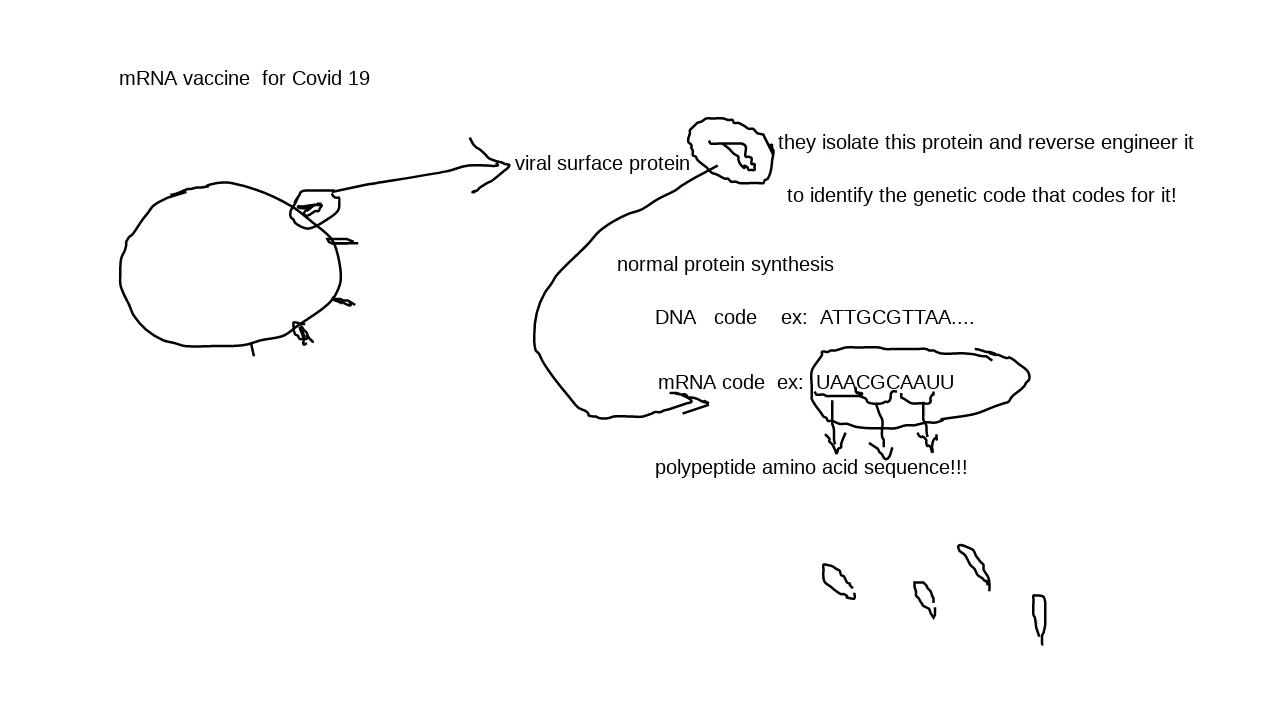 mRNA vaccine for Covid 19
they isolate this protein and reverse engineer it
viral surface protein
to identify the genetic code that codes for it!
normal protein synthesis
DNA code ex: ATTGCGTTAA....
mRNA code ex: UAACGCAAUU
polypeptide amino acid sequence!!!